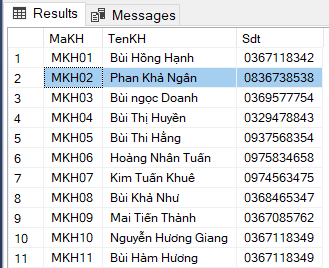 Results Messages
MaKH TenKH Sdt
1 MKH01 Bùi Hồng Hạnh 0367118342
2 MKH02 Phan Khả Ngân 0836738538
3 MKH03 Bùi ngọc Doanh 0369577754
4 MKH04 Bùi Thị Huyền 0329478843
5 MKH05 Bùi Thi Hằng 0937568354
6 MKH06 Hoàng Nhân Tuấn 0975834658
7 MKH07 Kim Tuấn Khuê 0974563475
8 MKH08 Bùi Khả Như 0368465347
9 MKH09 Mai Tiến Thành 0367085762
10 MKH10 Nguyễn Hương Giang 0367118349
11 MKH11 Bùi Hàm Hương 0367118349